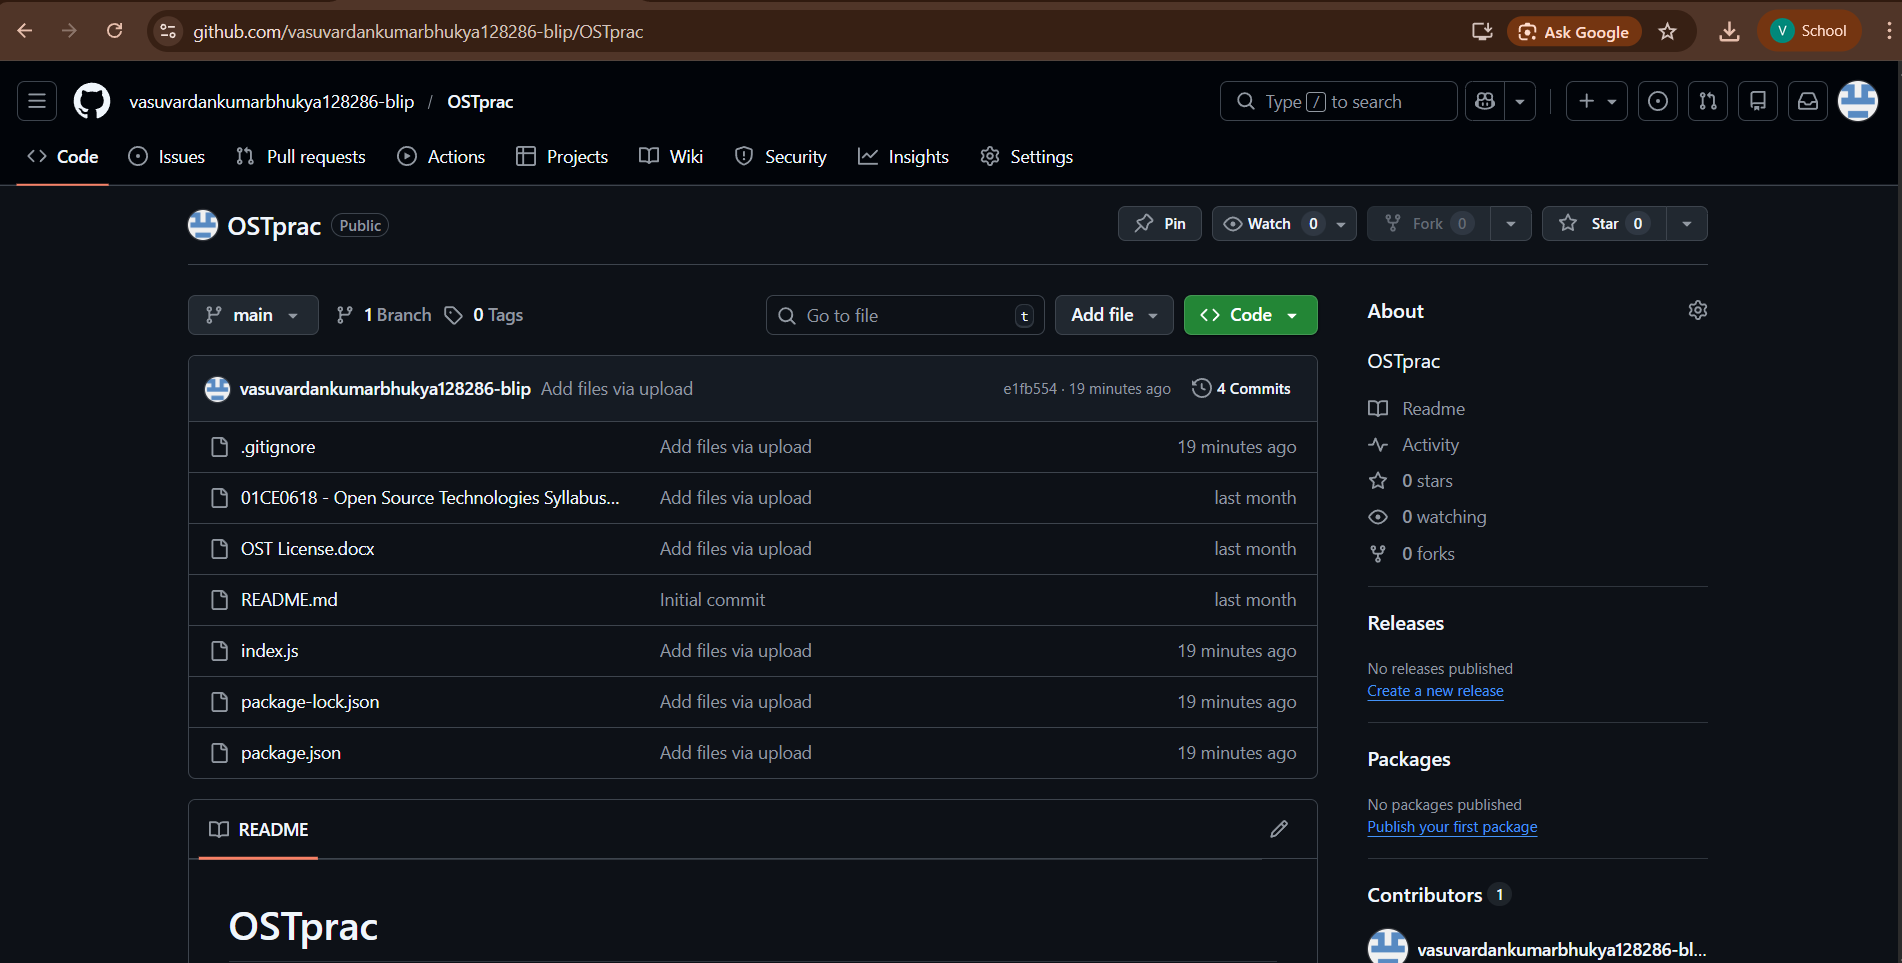 github.com/vasuvardankumarbhukya128286-blip/OSTprac
Ask Google
V School
vasuvardankumarbhukya128286-blip / OSTprac
Type / to search
Code Issues Pull requests Actions Projects Wiki Security Insights Settings
OSTprac Public
Pin Watch 0 Fork 0 Star 0
main 1 Branch 0 Tags
Go to file t
Add file
Code
vasuvardankumarbhukya128286-blip Add files via upload e1fb554 · 19 minutes ago 4 Commits
.gitignore Add files via upload 19 minutes ago
01CE0618 - Open Source Technologies Syllabus... Add files via upload last month
OST License.docx Add files via upload last month
README.md Initial commit last month
index.js Add files via upload 19 minutes ago
package-lock.json Add files via upload 19 minutes ago
package.json Add files via upload 19 minutes ago
README
OSTprac
About
OSTprac
Readme
Activity
0 stars
0 watching
0 forks
Releases
No releases published
Create a new release
Packages
No packages published
Publish your first package
Contributors 1
vasuvardankumarbhukya128286-bl...